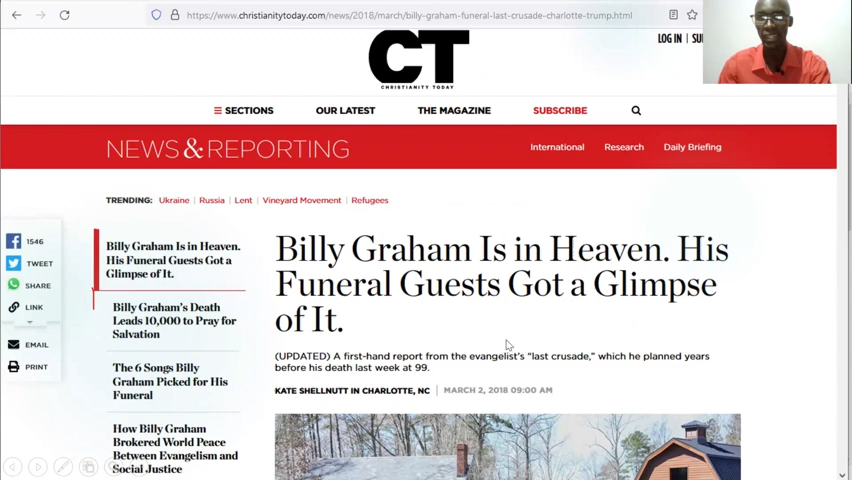 https://www.christianitytoday.com/news/2018/march/billy-graham-funeral-last-crusade-charlotte-trump.html
CT
CHRISTIANITY TODAY
LOG IN |
SECTIONS
OUR LATEST
THE MAGAZINE
SUBSCRIBE
NEWS & REPORTING
International
Research
Daily Briefing
TRENDING: Ukraine | Russia | Lent | Vineyard Movement | Refugees
1546
TWEET
SHARE
LINK
EMAIL
PRINT
Billy Graham Is in Heaven.
His Funeral Guests Got a
Glimpse of It.
Billy Graham's Death
Leads 10,000 to Pray for
Salvation
The 6 Songs Billy
Graham Picked for His
Funeral
How Billy Graham
Brokered World Peace
Between Evangelism and
Social Justice
Billy Graham Is in Heaven. His
Funeral Guests Got a Glimpse
of It.
(UPDATED) A first-hand report from the evangelist's "last crusade," which he planned years
before his death last week at 99.
KATE SHELLNUTT IN CHARLOTTE, NC | MARCH 2, 2018 09:00 AM